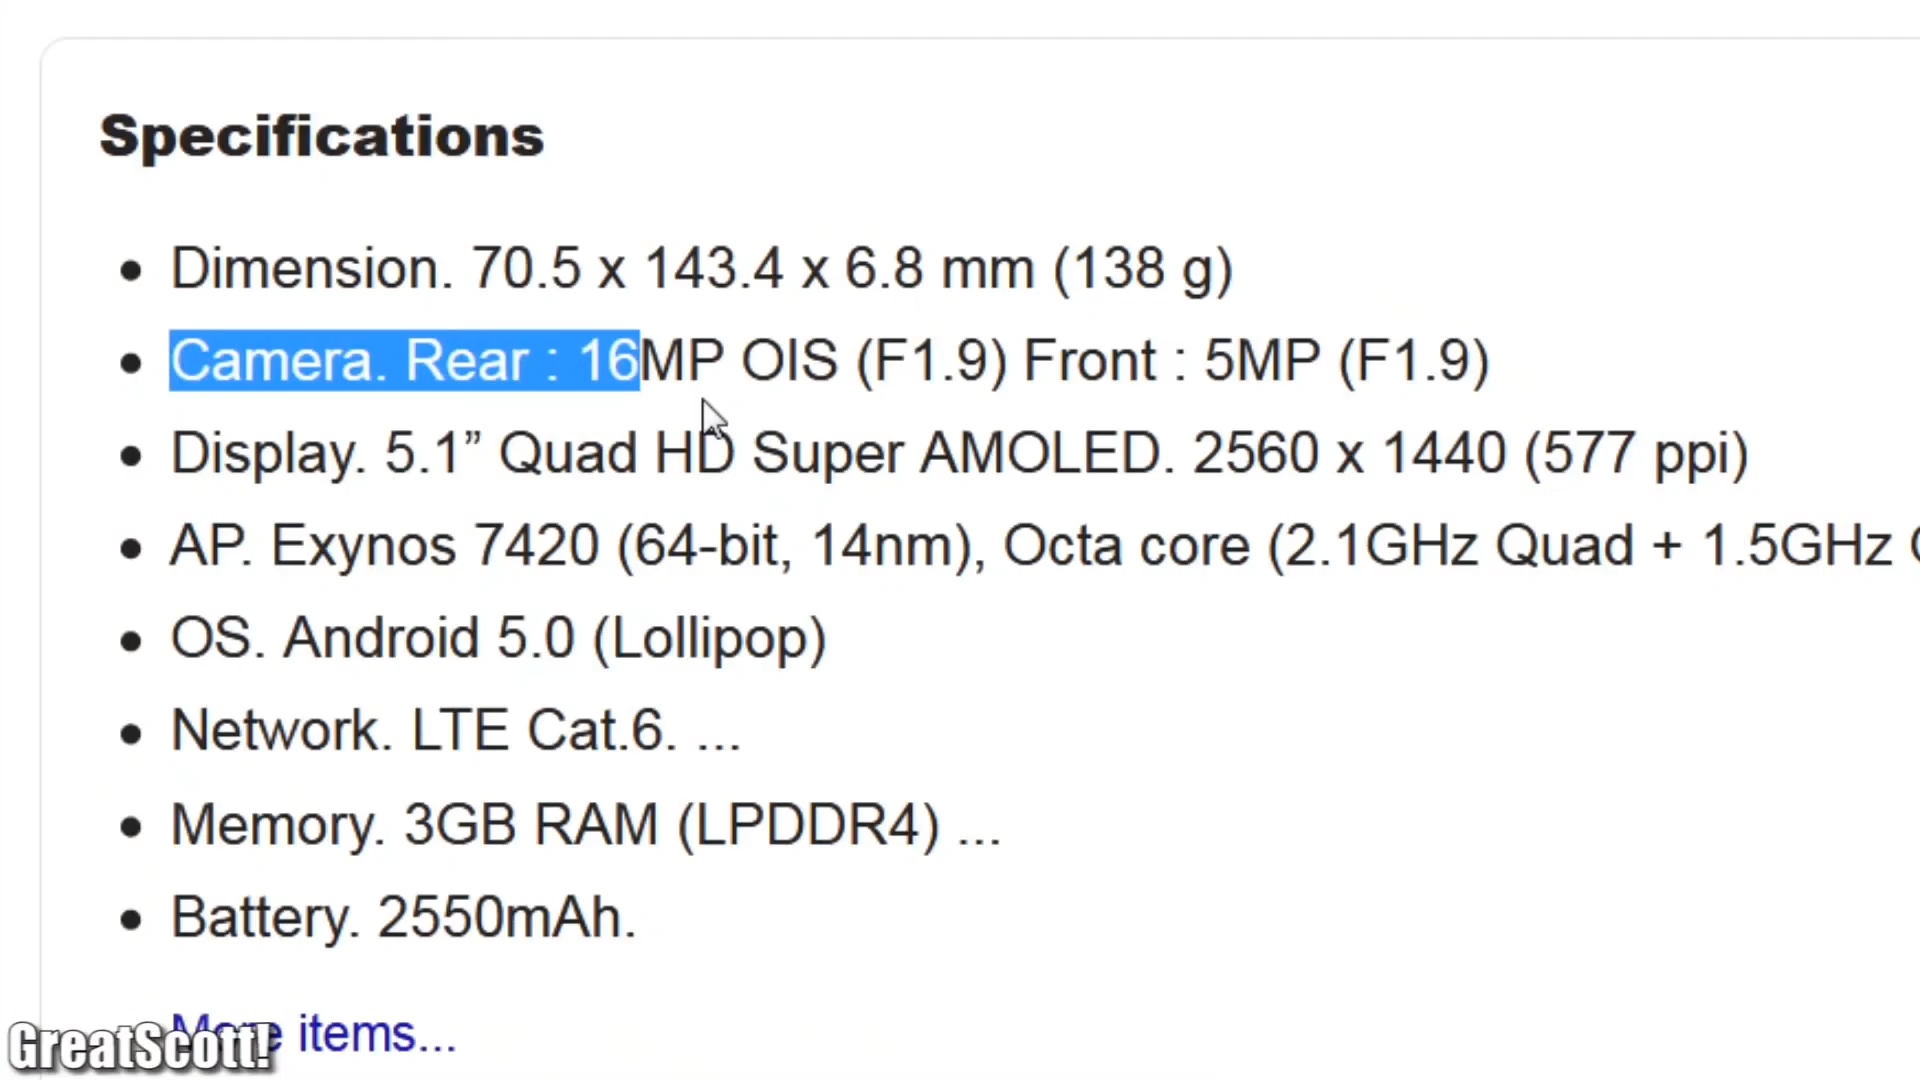 Specifications
Dimension. 70.5 x 143.4 x 6.8 mm (138 g)
Camera. Rear : 16MP OIS (F1.9) Front : 5MP (F1.9)
Display. 5.1” Quad HD Super AMOLED. 2560 x 1440 (577 ppi)
AP. Exynos 7420 (64-bit, 14nm), Octa core (2.1GHz Quad + 1.5GHz
OS. Android 5.0 (Lollipop)
Network. LTE Cat.6. ...
Memory. 3GB RAM (LPDDR4) ...
Battery. 2550mAh.
More items...
GreatScott!